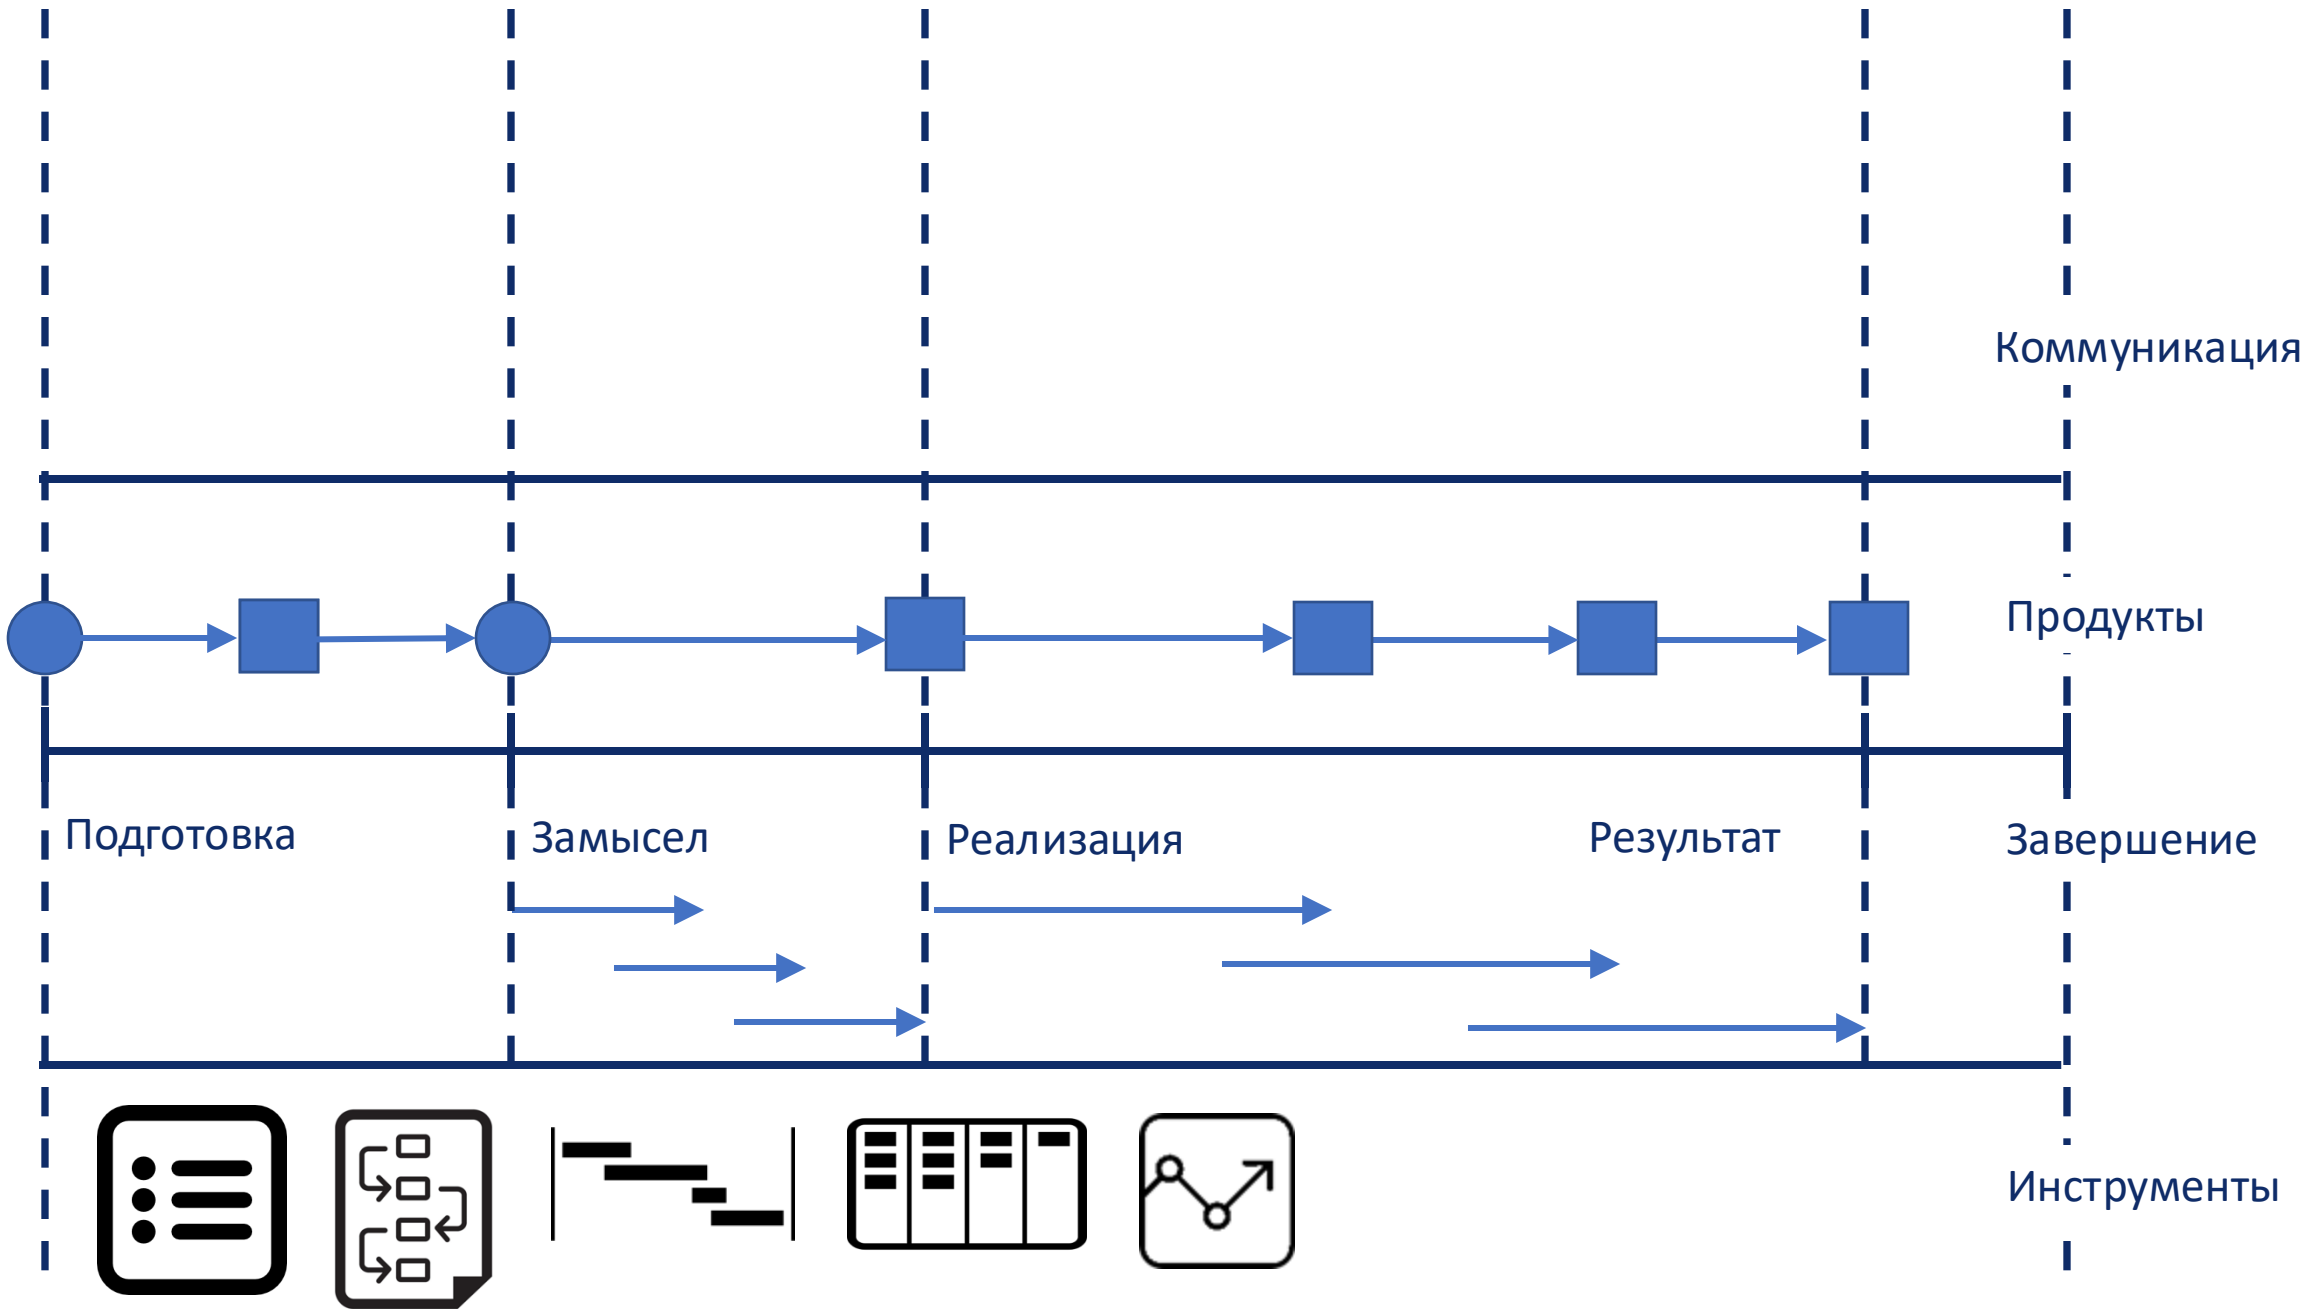 Коммуникация
Продукты
Подготовка
Замысел
Реализация
Результат
Завершение
Инструменты